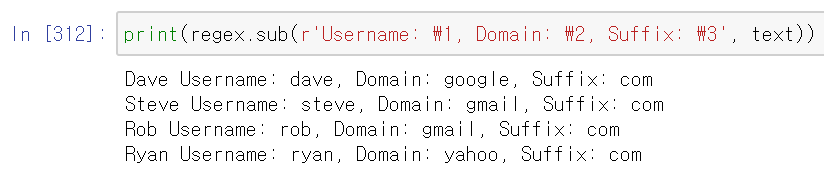 In [312]: print(regex.sub(r'Username: ₩1, Domain: ₩2, Suffix: ₩3', text))
Dave Username: dave, Domain: google, Suffix: com
Steve Username: steve, Domain: gmail, Suffix: com
Rob Username: rob, Domain: gmail, Suffix: com
Ryan Username: ryan, Domain: yahoo, Suffix: com